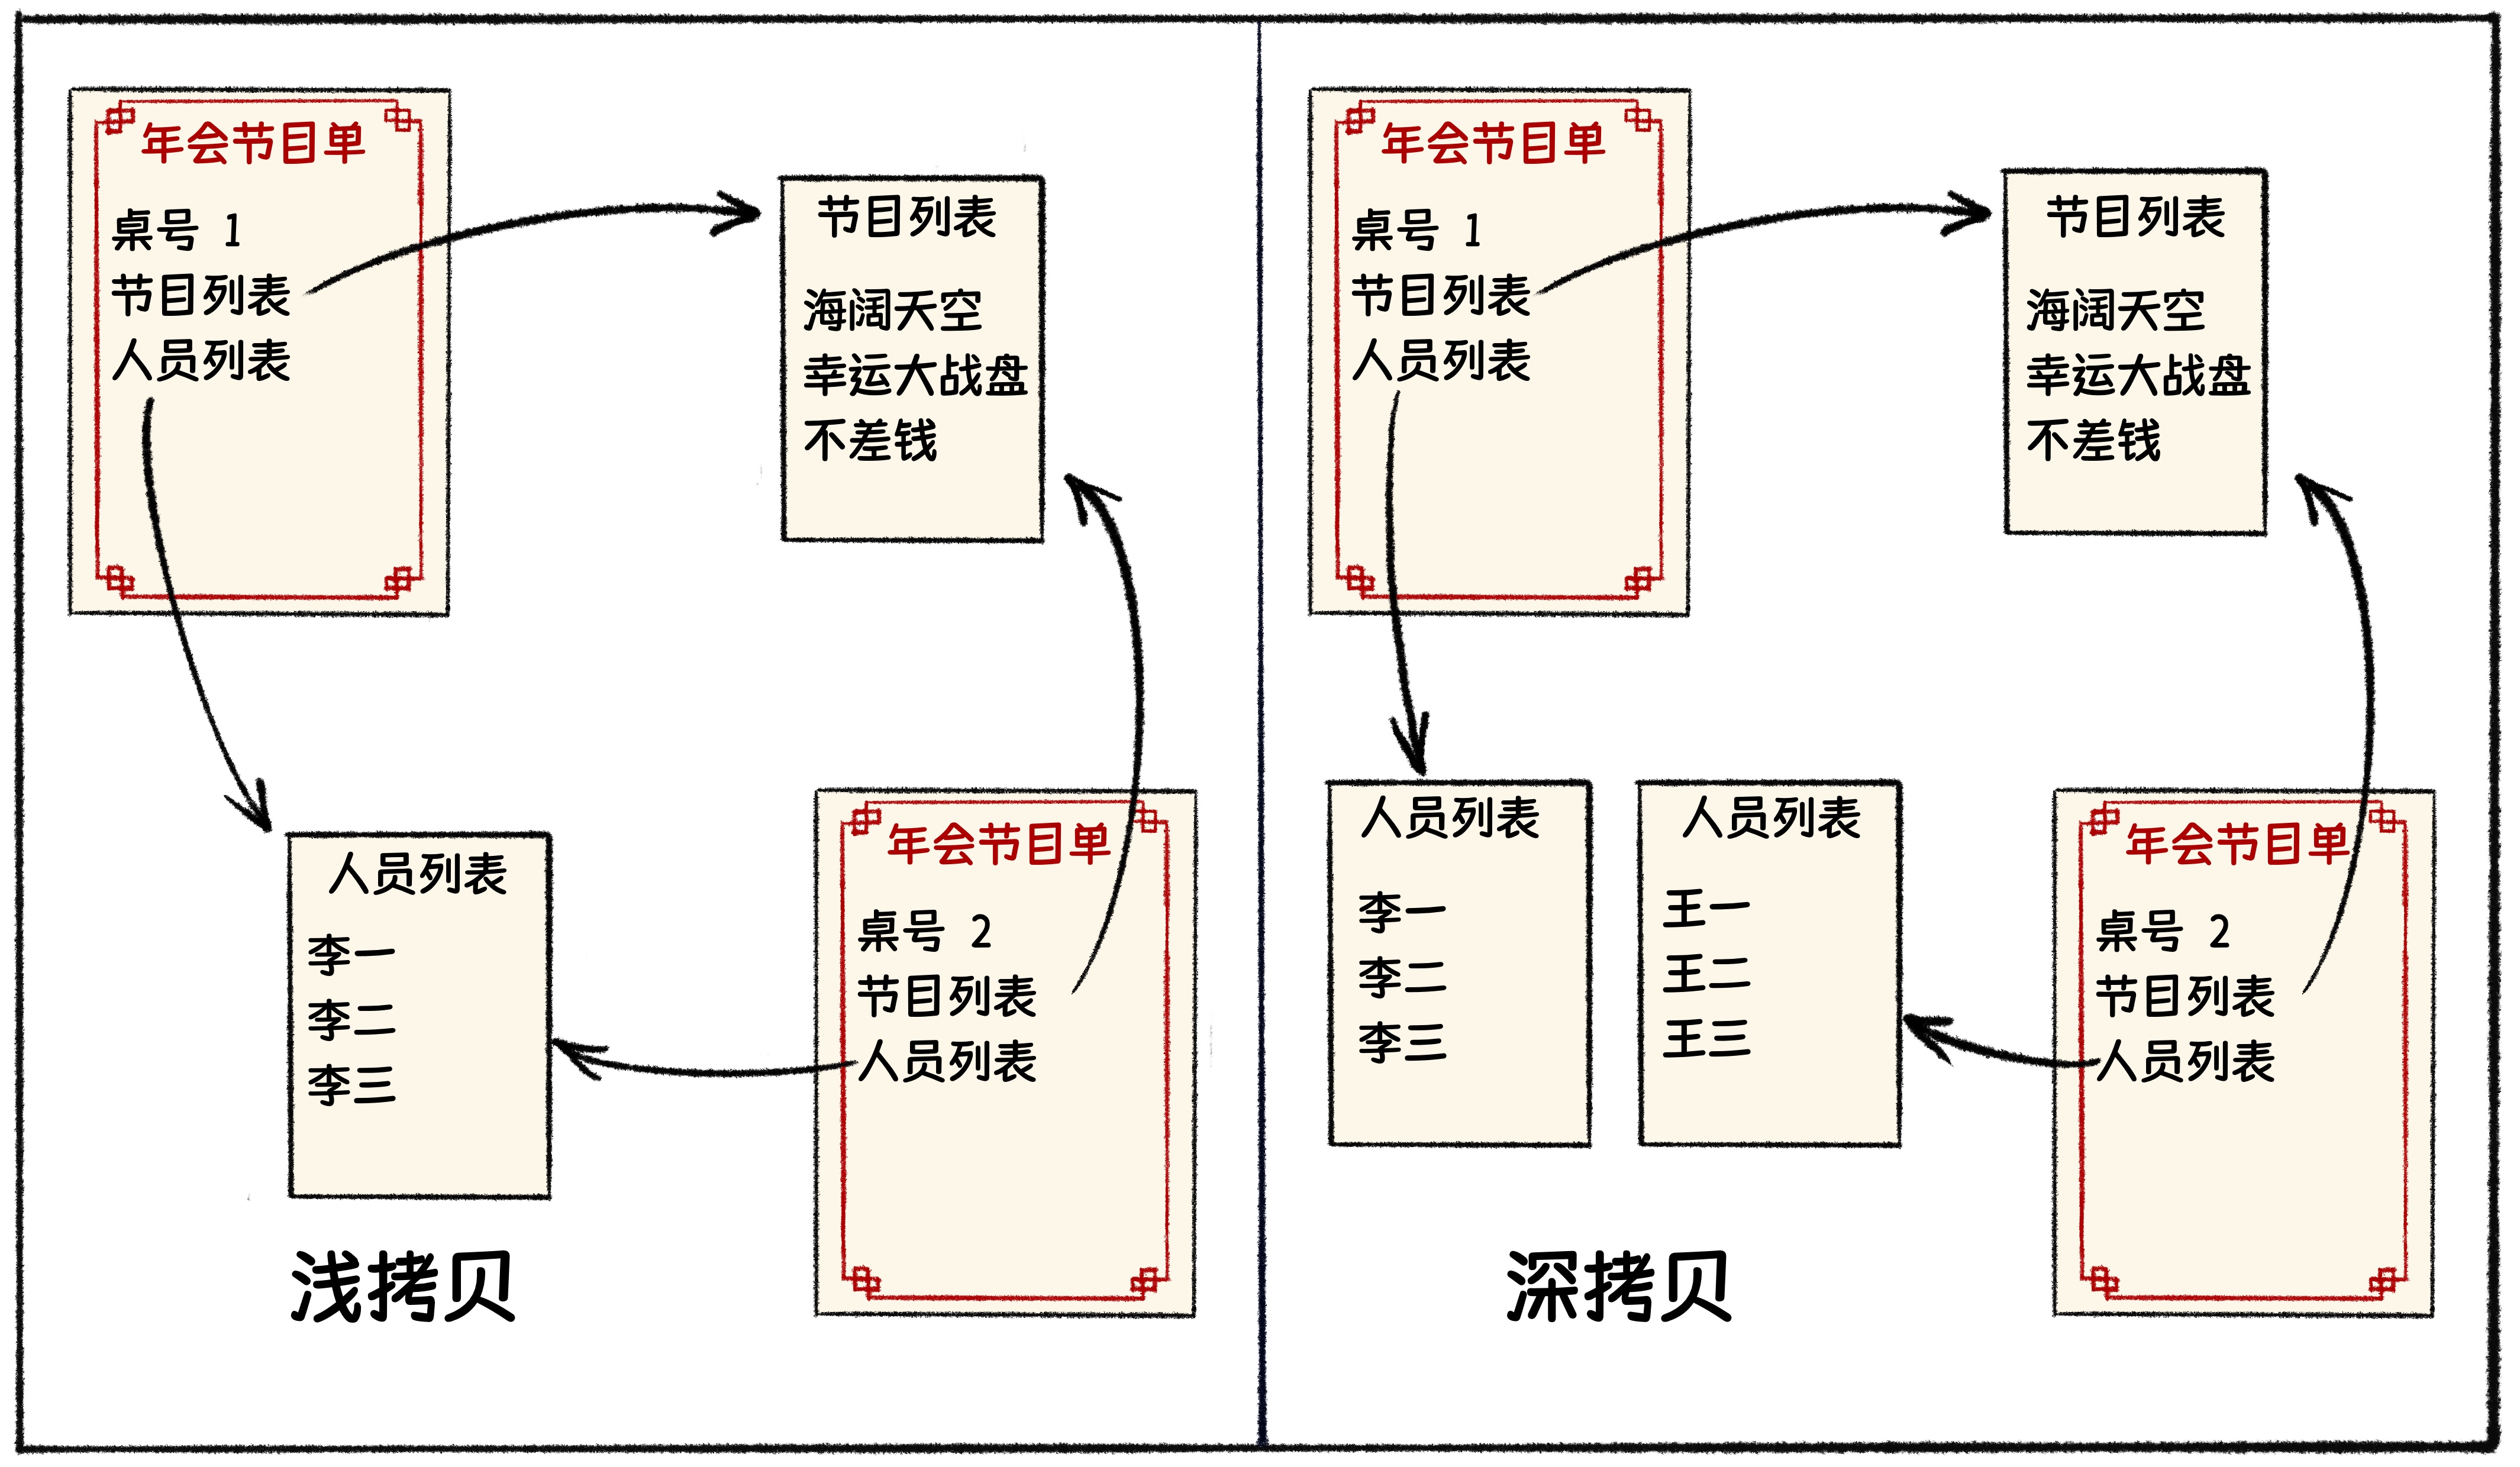 年会节目单
桌号 1
节目列表
人员列表
节目列表
海阔天空
幸运大战盘
不差钱
人员列表
李一
李二
李三
年会节目单
桌号 2
节目列表
人员列表
浅拷贝
年会节目单
桌号 1
节目列表
人员列表
节目列表
海阔天空
幸运大战盘
不差钱
人员列表
李一
李二
李三
人员列表
王一
王二
王三
年会节目单
桌号 2
节目列表
人员列表
深拷贝